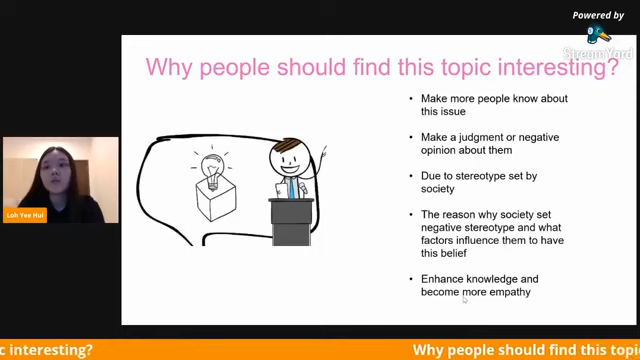 Powered by
StreamYard
Why people should find this topic interesting?
• Make more people know about
this issue
• Make a judgment or negative
opinion about them
• Due to stereotype set by
society
• The reason why society set
negative stereotype and what
factors influence them to have
this belief
• Enhance knowledge and
become more empathy
Loh Yee Hui
c interesting?
Why people should find this topic